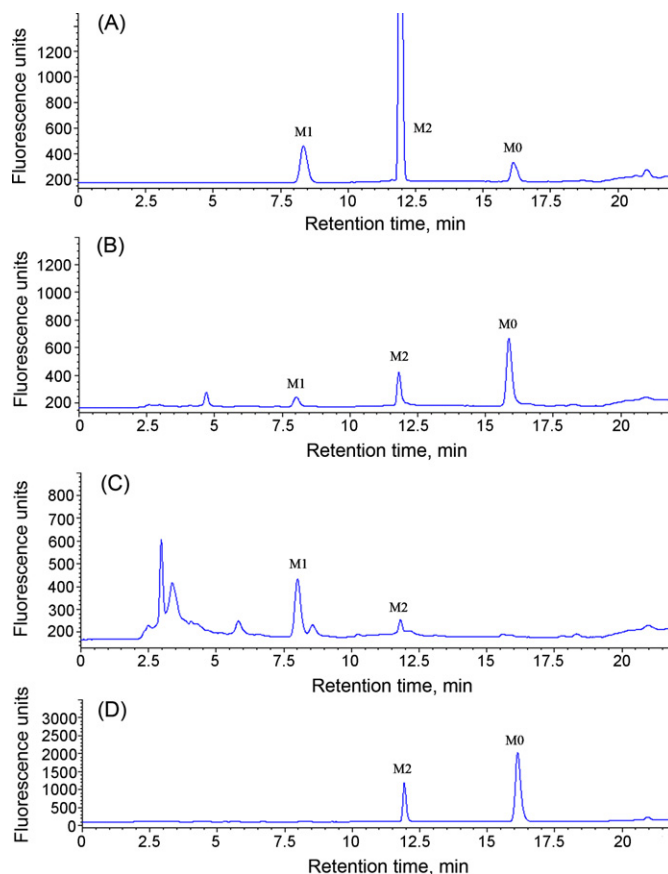 (A)
Fluorescence units
1200
1000
800
600
400
200
M1
M2
M0
0 2.5 5 7.5 10 12.5 15 17.5 20
Retention time, min
(B)
Fluorescence units
1200
1000
800
600
400
200
M1
M2
M0
0 2.5 5 7.5 10 12.5 15 17.5 20
Retention time, min
(C)
Fluorescence units
800
700
600
500
400
300
200
M1
M2
0 2.5 5 7.5 10 12.5 15 17.5 20
Retention time, min
(D)
Fluorescence units
3000
2500
2000
1500
1000
500
0
M2
M0
0 2.5 5 7.5 10 12.5 15 17.5 20
Retention time, min